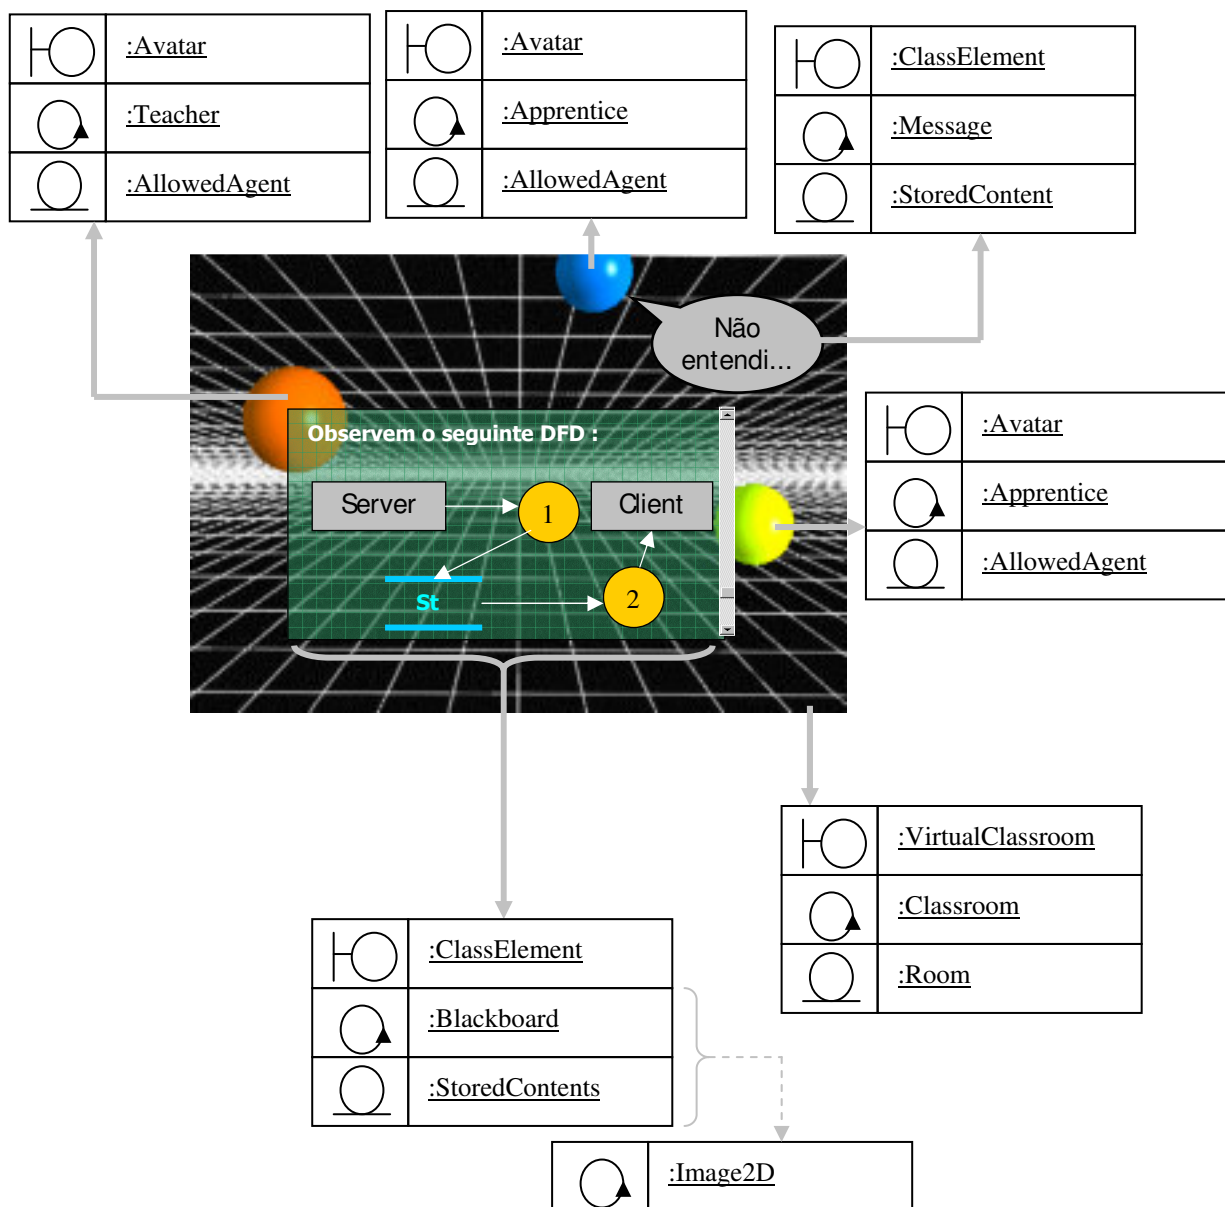 :Avatar
:Teacher
:AllowedAgent
:Avatar
:Apprentice
:AllowedAgent
:ClassElement
:Message
:StoredContent
Não
entendi...
Observem o seguinte DFD :
Server
1
Client
St
2
:Avatar
:Apprentice
:AllowedAgent
:VirtualClassroom
:Classroom
:Room
:ClassElement
:Blackboard
:StoredContents
:Image2D